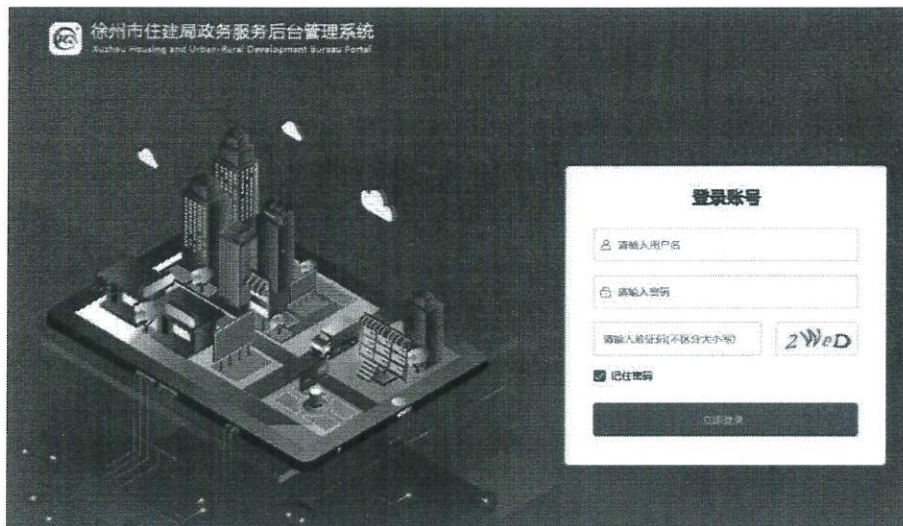 徐州市住建局政务服务后台管理系统
Xuzhou Housing and Urban-Rural Development Bureau Portal
登录账号
请输入用户名
请输入密码
请输入验证码(不区分大小写)
2WeD
记住密码
立即登录